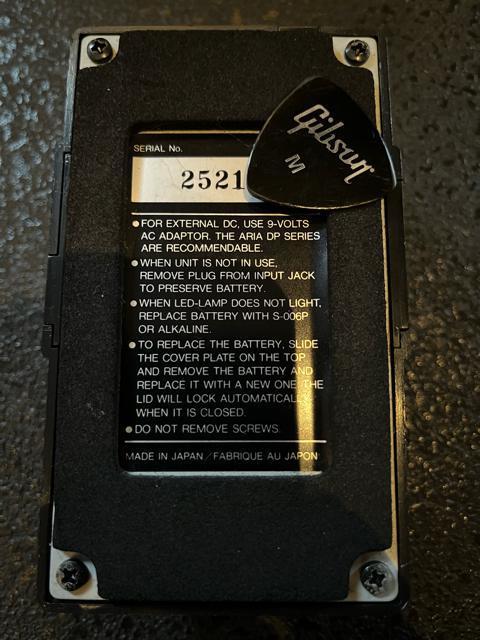 SERIAL No.
2521
Gibson
M
●FOR EXTERNAL DC, USE 9-VOLTS
AC ADAPTOR. THE ARIA DP SERIES
ARE RECOMMENDABLE.
●WHEN UNIT IS NOT IN USE,
REMOVE PLUG FROM INPUT JACK
TO PRESERVE BATTERY.
●WHEN LED-LAMP DOES NOT LIGHT,
REPLACE BATTERY WITH S-006P
OR ALKALINE.
●TO REPLACE THE BATTERY, SLIDE
THE COVER PLATE ON THE TOP
AND REMOVE THE BATTERY AND
REPLACE IT WITH A NEW ONE. THE
LID WILL LOCK AUTOMATICALLY
WHEN IT IS CLOSED.
●DO NOT REMOVE SCREWS.
MADE IN JAPAN／FABRIQUE AU JAPON